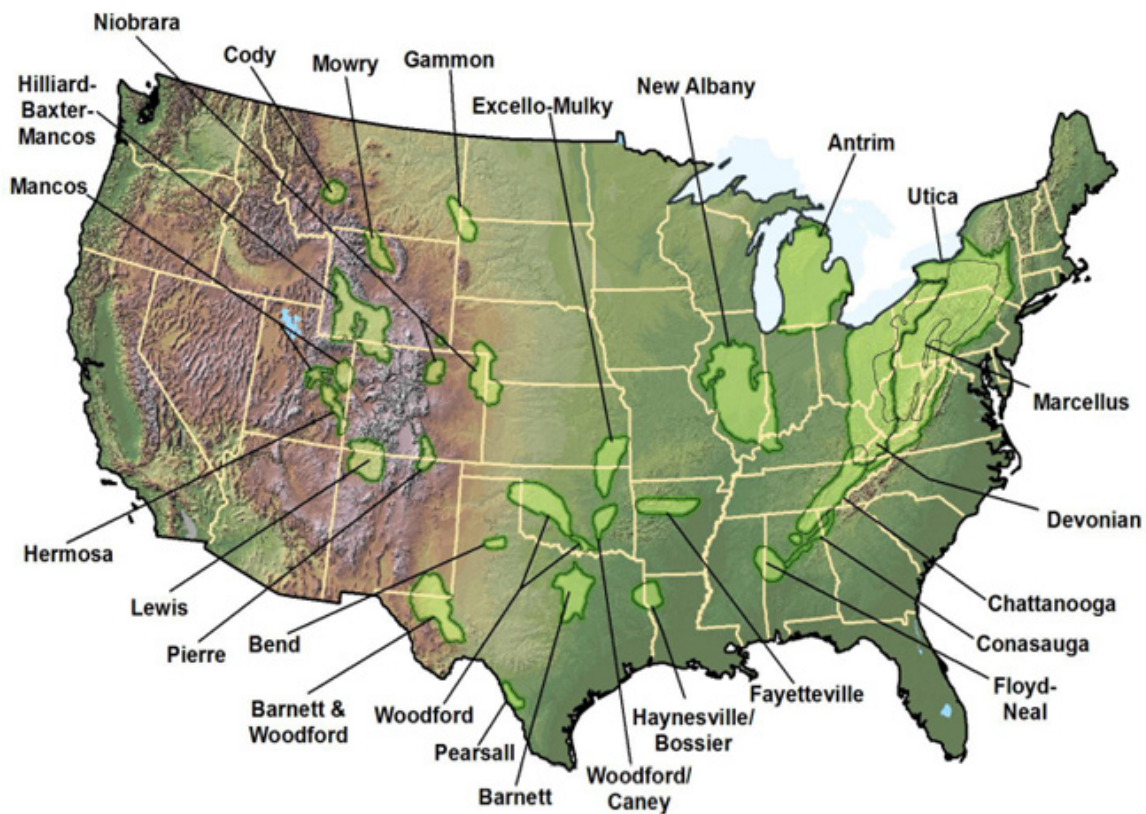 Niobrara
Cody
Mowry
Gammon
Hilliard-
Baxter-
Mancos
Excello-Mulky
New Albany
Antrim
Mancos
Utica
Marcellus
Devonian
Hermosa
Lewis
Chattanooga
Pierre
Bend
Conasauga
Fayetteville
Floyd-
Neal
Barnett &
Woodford
Woodford
Haynesville/
Bossier
Pearsall
Woodford/
Caney
Barnett